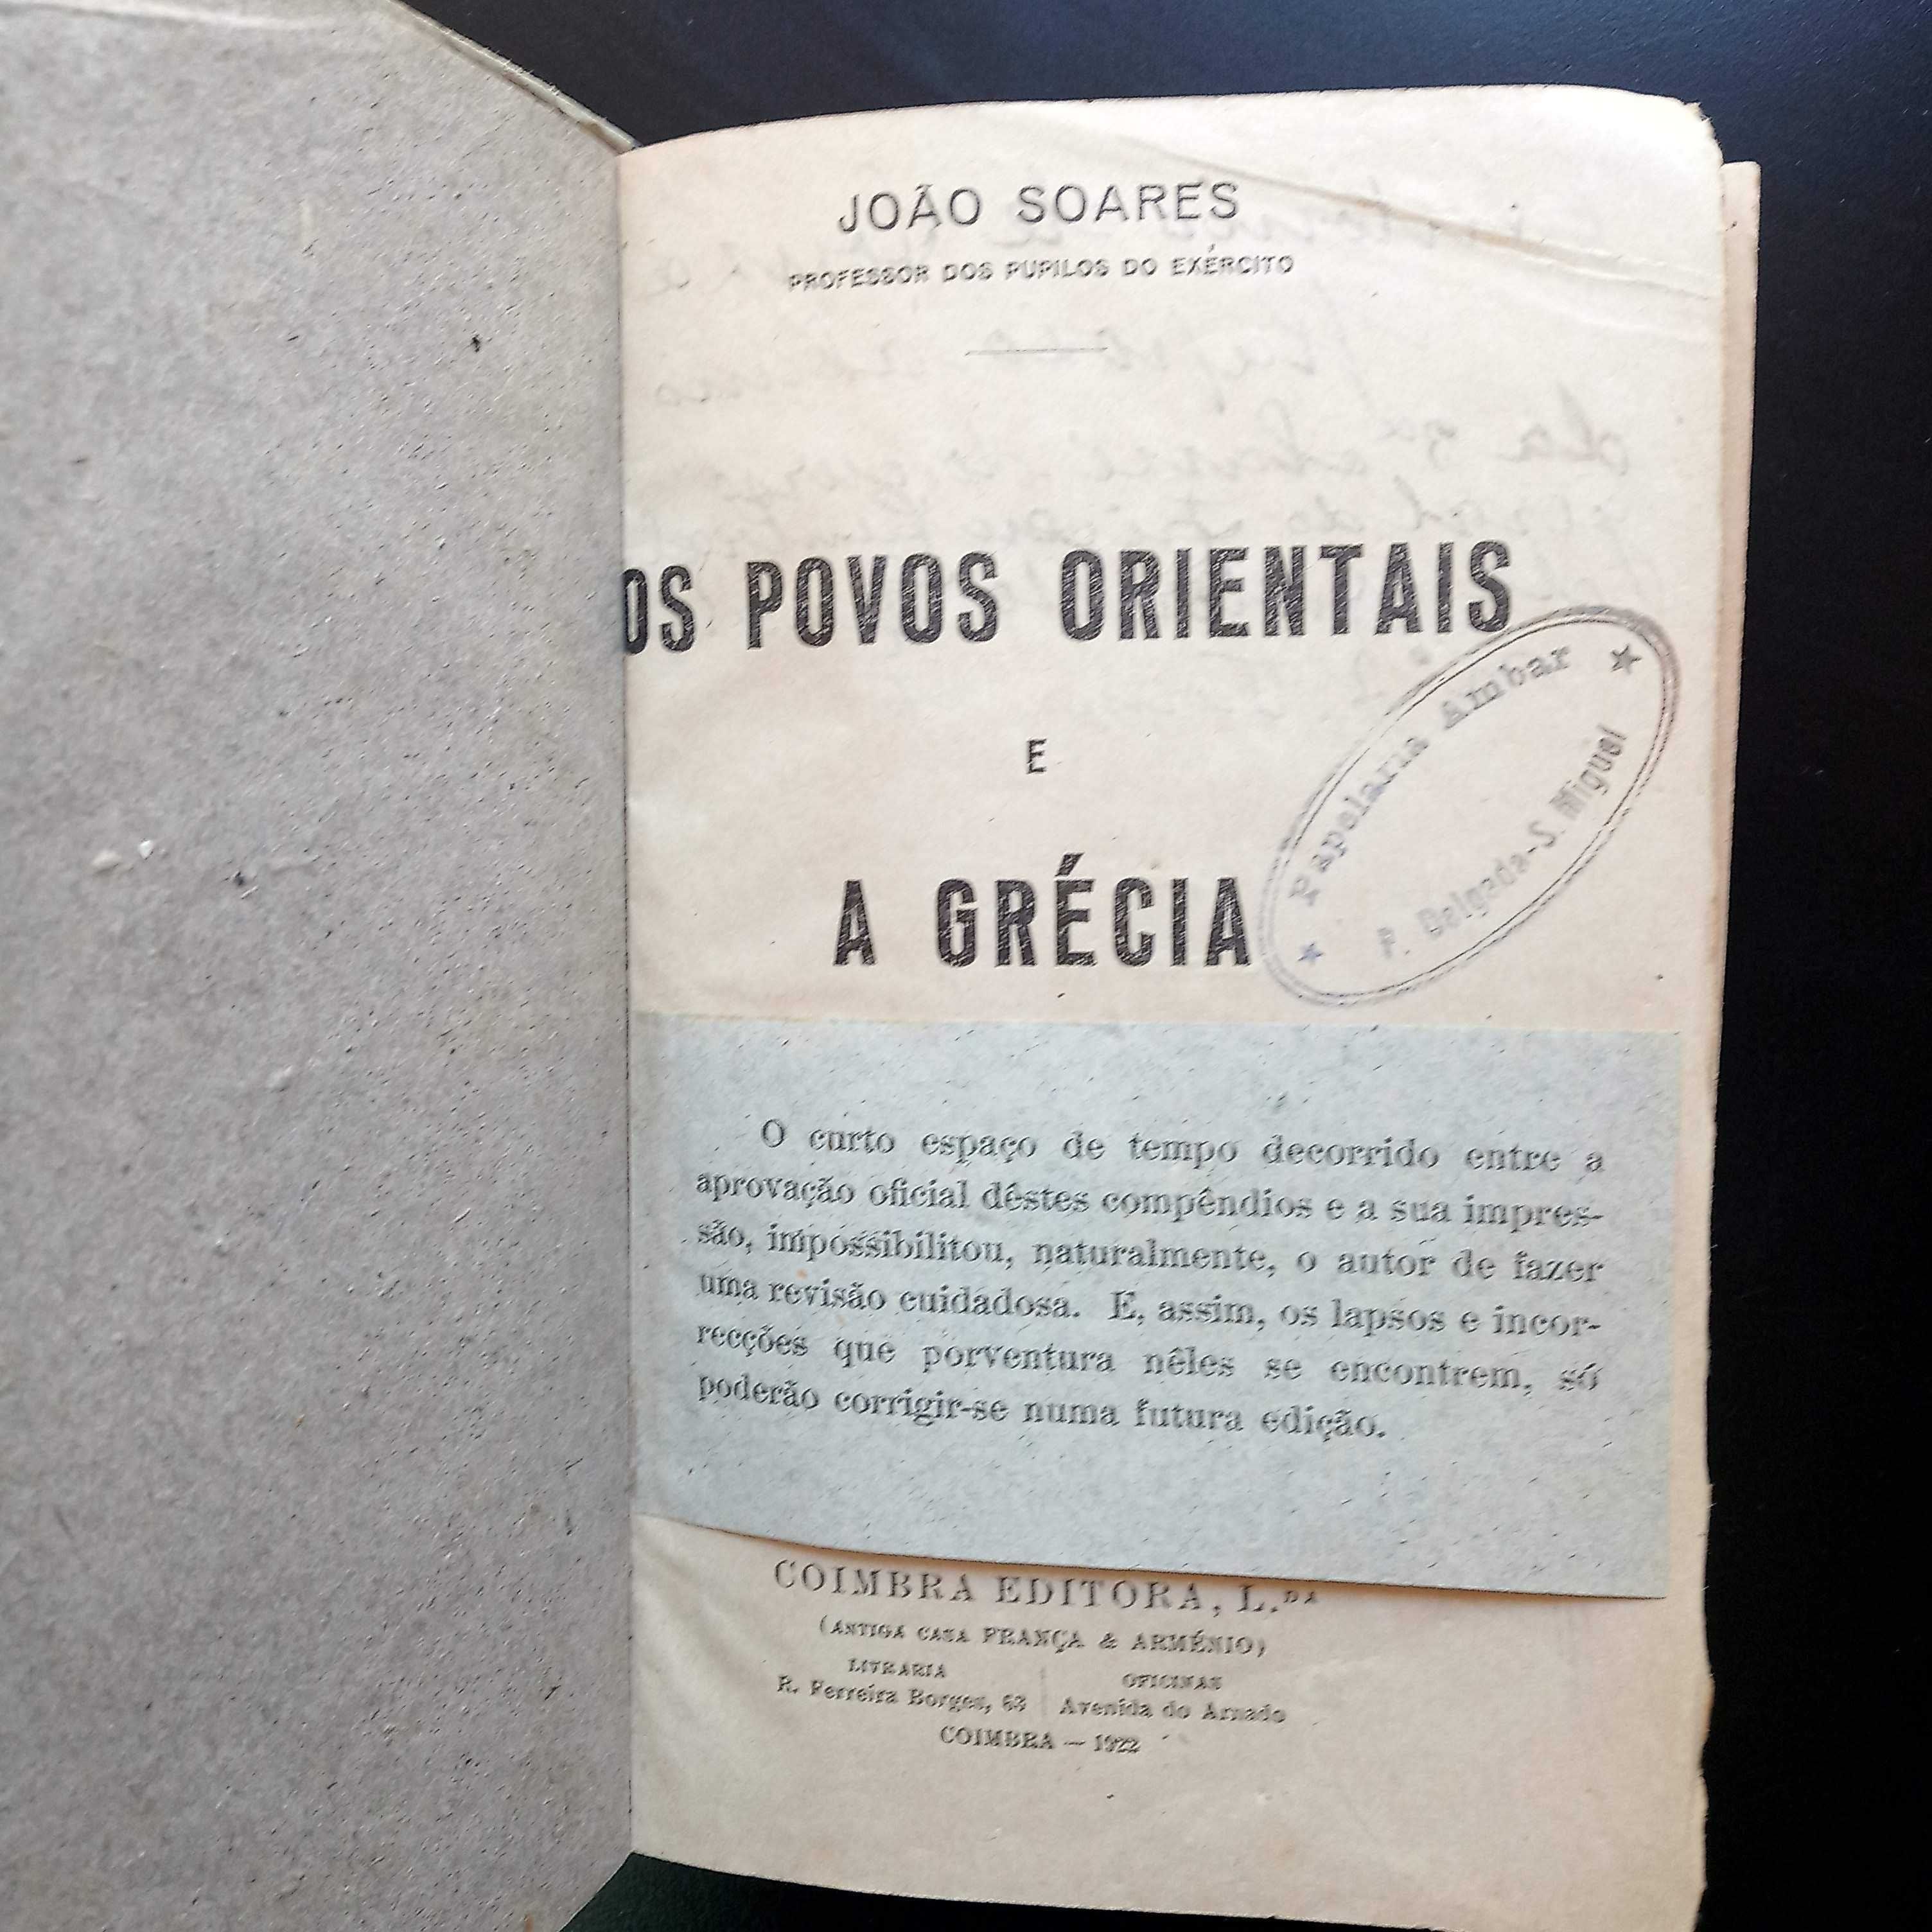 JOÃO SOARES
PROFESSOR DOS PUPILOS DO EXÉRCITO
OS POVOS ORIENTAIS
E
A GRÉCIA
Papelaria Ambar
P. Delgada-S. Miguel
O curto espaço de tempo decorrido entre a
aprovação oficial dêstes compêndios e a sua impres-
são, impossibilitou, naturalmente, o autor de fazer
uma revisão cuidadosa. E, assim, os lapsos e incor-
recções que porventura nêles se encontrem, só
poderão corrigir-se numa futura edição.
COIMBRA EDITORA, L.DA
(ANTIGA CASA FRANÇA & ARMÉNIO)
LIVRARIA
R. Ferreira Borges, 63
OFICINAS
Avenida do Arnado
COIMBRA — 1922